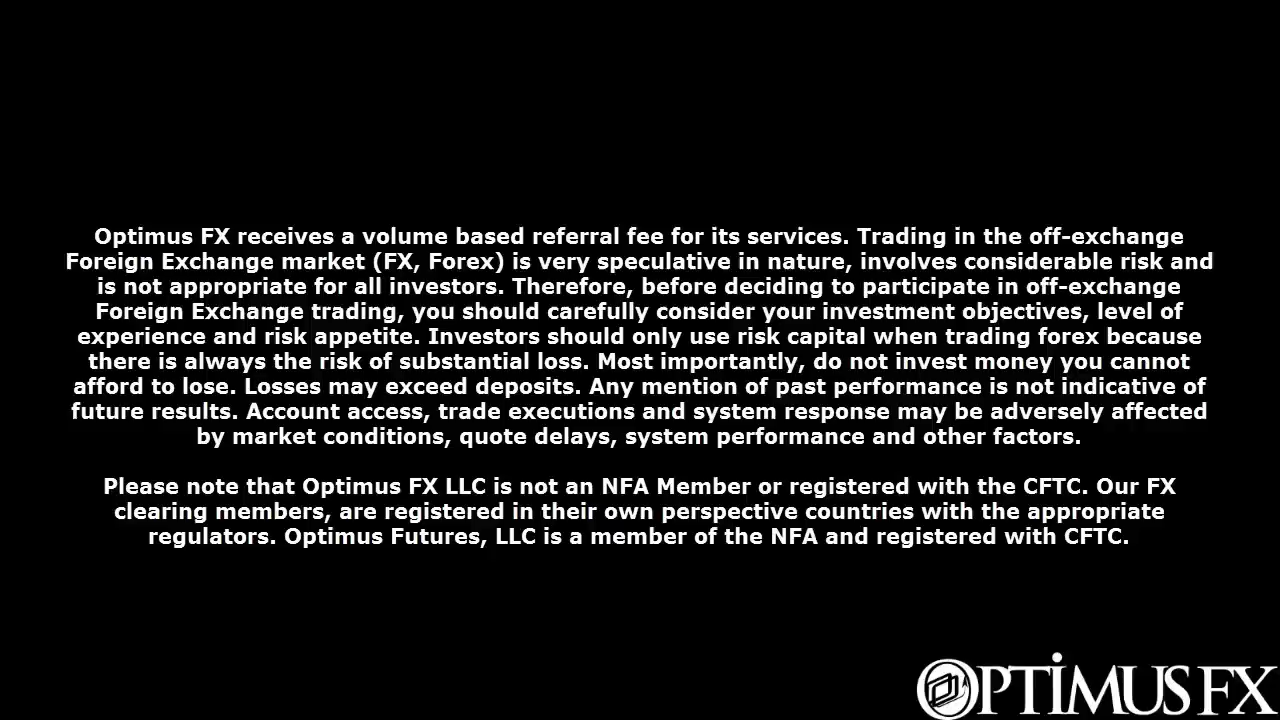 Optimus FX receives a volume based referral fee for its services. Trading in the off-exchange
Foreign Exchange market (FX, Forex) is very speculative in nature, involves considerable risk and
is not appropriate for all investors. Therefore, before deciding to participate in off-exchange
Foreign Exchange trading, you should carefully consider your investment objectives, level of
experience and risk appetite. Investors should only use risk capital when trading forex because
there is always the risk of substantial loss. Most importantly, do not invest money you cannot
afford to lose. Losses may exceed deposits. Any mention of past performance is not indicative of
future results. Account access, trade executions and system response may be adversely affected
by market conditions, quote delays, system performance and other factors.
Please note that Optimus FX LLC is not an NFA Member or registered with the CFTC. Our FX
clearing members, are registered in their own perspective countries with the appropriate
regulators. Optimus Futures, LLC is a member of the NFA and registered with CFTC.
OPTIMUS FX